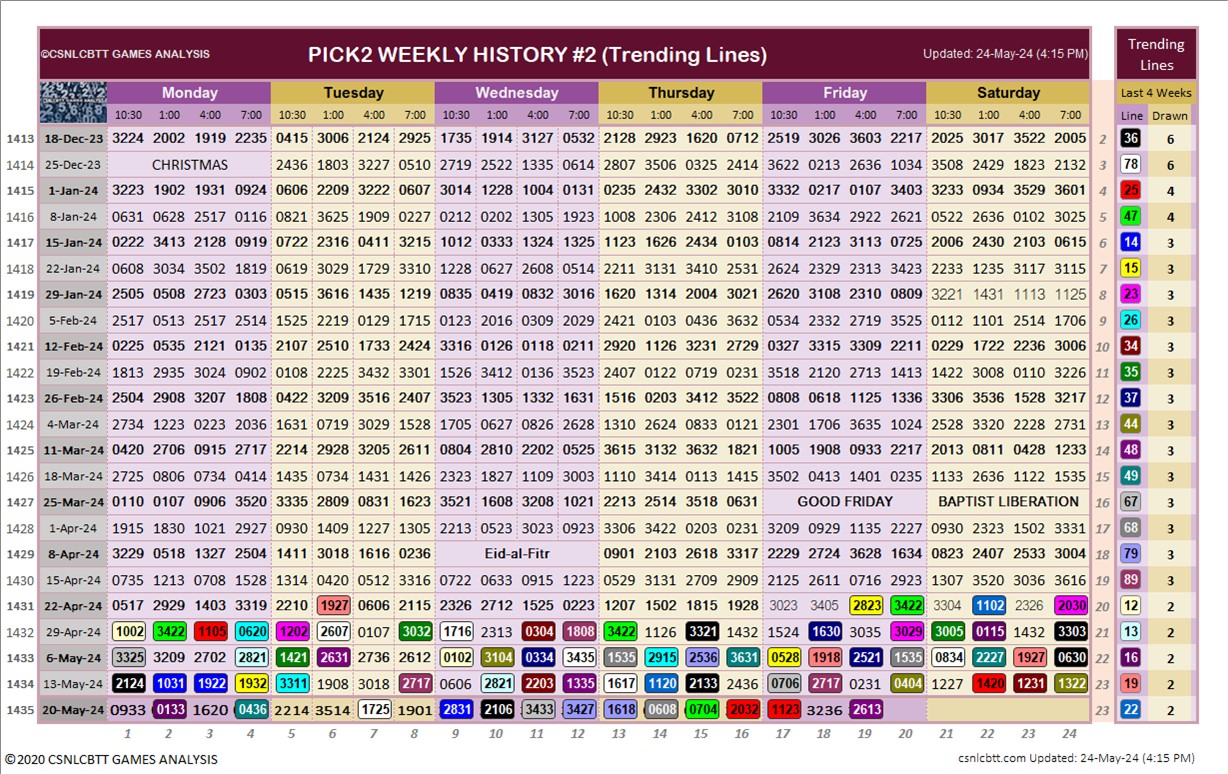 ©CSNLCBTT GAMES ANALYSIS PICK2 WEEKLY HISTORY #2 (Trending Lines) Updated: 24-May-24 (4:15 PM) Trending Lines
Monday Tuesday Wednesday Thursday Friday Saturday Last 4 Weeks
10:30 1:00 4:00 7:00 10:30 1:00 4:00 7:00 10:30 1:00 4:00 7:00 10:30 1:00 4:00 7:00 10:30 1:00 4:00 7:00 10:30 1:00 4:00 7:00 Line Drawn
1413 18-Dec-23 3224 2002 1919 2235 0415 3006 2124 2925 1735 1914 3127 0532 2128 2923 1620 0712 2519 3026 3603 2217 2025 3017 3522 2005 2 36 6
1414 25-Dec-23 CHRISTMAS 2436 1803 3227 0510 2719 2522 1335 0614 2807 3506 0305 2414 3622 0213 2536 1034 3508 2429 1823 2132 3 78 6
1415 1-Jan-24 3223 1902 1931 0924 0606 2209 3222 0607 3014 1228 1004 0131 0235 2432 3302 3010 3332 0217 0107 3403 3233 0934 3529 3601 4 25 4
1416 8-Jan-24 0631 0628 2517 0116 0821 3625 1909 0227 0212 0202 1305 1923 1008 2306 2412 3108 2109 3634 2922 2621 0522 2636 0102 3025 5 47 4
1417 15-Jan-24 0222 3413 2128 0919 0722 2316 0411 3215 1012 0333 1324 1325 1123 1626 2434 0103 0814 2123 3113 0725 2006 2430 2103 0615 6 14 3
1418 22-Jan-24 0608 3034 3502 1819 0619 3029 1729 3310 1228 0627 2608 0514 2211 3131 3410 2531 2624 2329 2213 3423 2233 1235 3117 3115 7 15 3
1419 29-Jan-24 2505 0508 2723 0303 0515 3616 1435 1219 0835 0419 0832 3016 1620 1314 2004 3021 2620 3108 2310 0809 3221 1431 1113 1125 8 23 3
1420 5-Feb-24 2517 0513 2517 2514 1525 2219 0129 1715 0123 2016 0309 2029 2421 0103 0436 3632 0534 2332 2719 3525 0112 1101 2514 1706 9 26 3
1421 12-Feb-24 0225 0535 2121 0135 2107 2510 1733 2424 3316 0126 0118 0211 2920 1126 3231 2729 0327 3315 3309 2211 0229 1722 2236 3006 10 34 3
1422 19-Feb-24 1813 2935 3024 0902 0108 2225 3432 3301 1526 3412 0136 3523 2407 0122 0719 0231 3518 2120 2713 1413 1422 3008 0110 3226 11 35 3
1423 26-Feb-24 2504 2908 3207 1808 0422 3209 3516 2407 3523 1305 1332 1631 1516 0203 3412 3522 0808 0618 1125 1336 3306 3536 1528 3217 12 37 3
1424 4-Mar-24 2734 1223 0223 2036 1631 0719 3029 1528 1705 0627 0826 2628 1310 2624 0833 0121 2301 1706 3635 1024 2528 3320 2228 2731 13 44 3
1425 11-Mar-24 0420 2706 0915 2717 2214 2928 3205 2611 0804 2810 2202 0525 3615 3132 3632 1821 1005 1908 0933 2217 2013 0811 0428 1233 14 48 3
1426 18-Mar-24 2725 0806 0734 0414 1435 0734 1431 1424 2323 1827 1109 3003 1110 3414 0413 1415 3502 0413 1401 0235 1133 2636 1122 1535 15 49 3
1427 25-Mar-24 0110 0107 0906 3520 3335 2809 0831 1623 3521 1608 3208 1021 2213 2514 3518 0631 GOOD FRIDAY BAPTIST LIBERATION 16 67 3
1428 1-Apr-24 1915 1830 1021 2927 0930 1409 1227 1305 2213 0523 3023 0923 3306 3422 0203 0231 3209 0929 1135 2227 0930 2323 1502 3331 17 68 3
1429 8-Apr-24 3229 0518 1327 2504 1411 3018 1616 0236 Eid-al-Fitr 0901 2103 2618 3317 2229 2724 3628 1634 0823 2407 2533 3004 18 79 3
1430 15-Apr-24 0735 1213 0708 1528 1314 0420 0512 3316 0722 0633 0915 1223 0529 3131 2709 2909 2125 2611 0716 2923 1307 3520 3036 3616 19 89 3
1431 22-Apr-24 0517 2929 1403 3319 2210 1927 0606 2115 2326 2712 1525 0223 1207 1502 1815 1928 3023 3405 2823 3422 3304 1102 2326 2030 20 12 2
1432 29-Apr-24 1002 3422 1105 0620 1202 2607 0107 3032 1716 2313 0304 1808 3422 1126 3321 1432 1524 1630 3035 3029 3005 0115 1432 3303 21 13 2
1433 6-May-24 3325 3209 2702 2821 1421 2631 2736 2612 0102 3104 0334 3435 1535 2915 2536 3631 0528 1918 2521 1535 0834 2227 1927 0630 22 16 2
1434 13-May-24 2124 1031 1922 1932 3311 1908 3018 2717 0606 2821 2203 1335 1617 1120 2133 2436 0706 2717 0231 0404 1227 1420 1231 1322 23 19 2
1435 20-May-24 0933 0133 1620 0436 2214 3514 1725 1901 2831 2106 3433 3427 1618 0608 0704 2032 1123 3236 2613 23 22 2
1 2 3 4 5 6 7 8 9 10 11 12 13 14 15 16 17 18 19 20 21 22 23 24
©2020 CSNLCBTT GAMES ANALYSIS csnlcbtt.com Updated: 24-May-24 (4:15 PM)